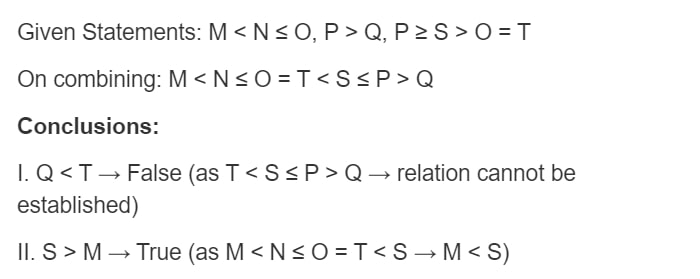 Given Statements: M < N ≤ O, P > Q, P ≥ S > O = T
On combining: M < N ≤ O = T < S ≤ P > Q
Conclusions:
I. Q < T → False (as T < S ≤ P > Q → relation cannot be
established)
II. S > M → True (as M < N ≤ O = T < S → M < S)